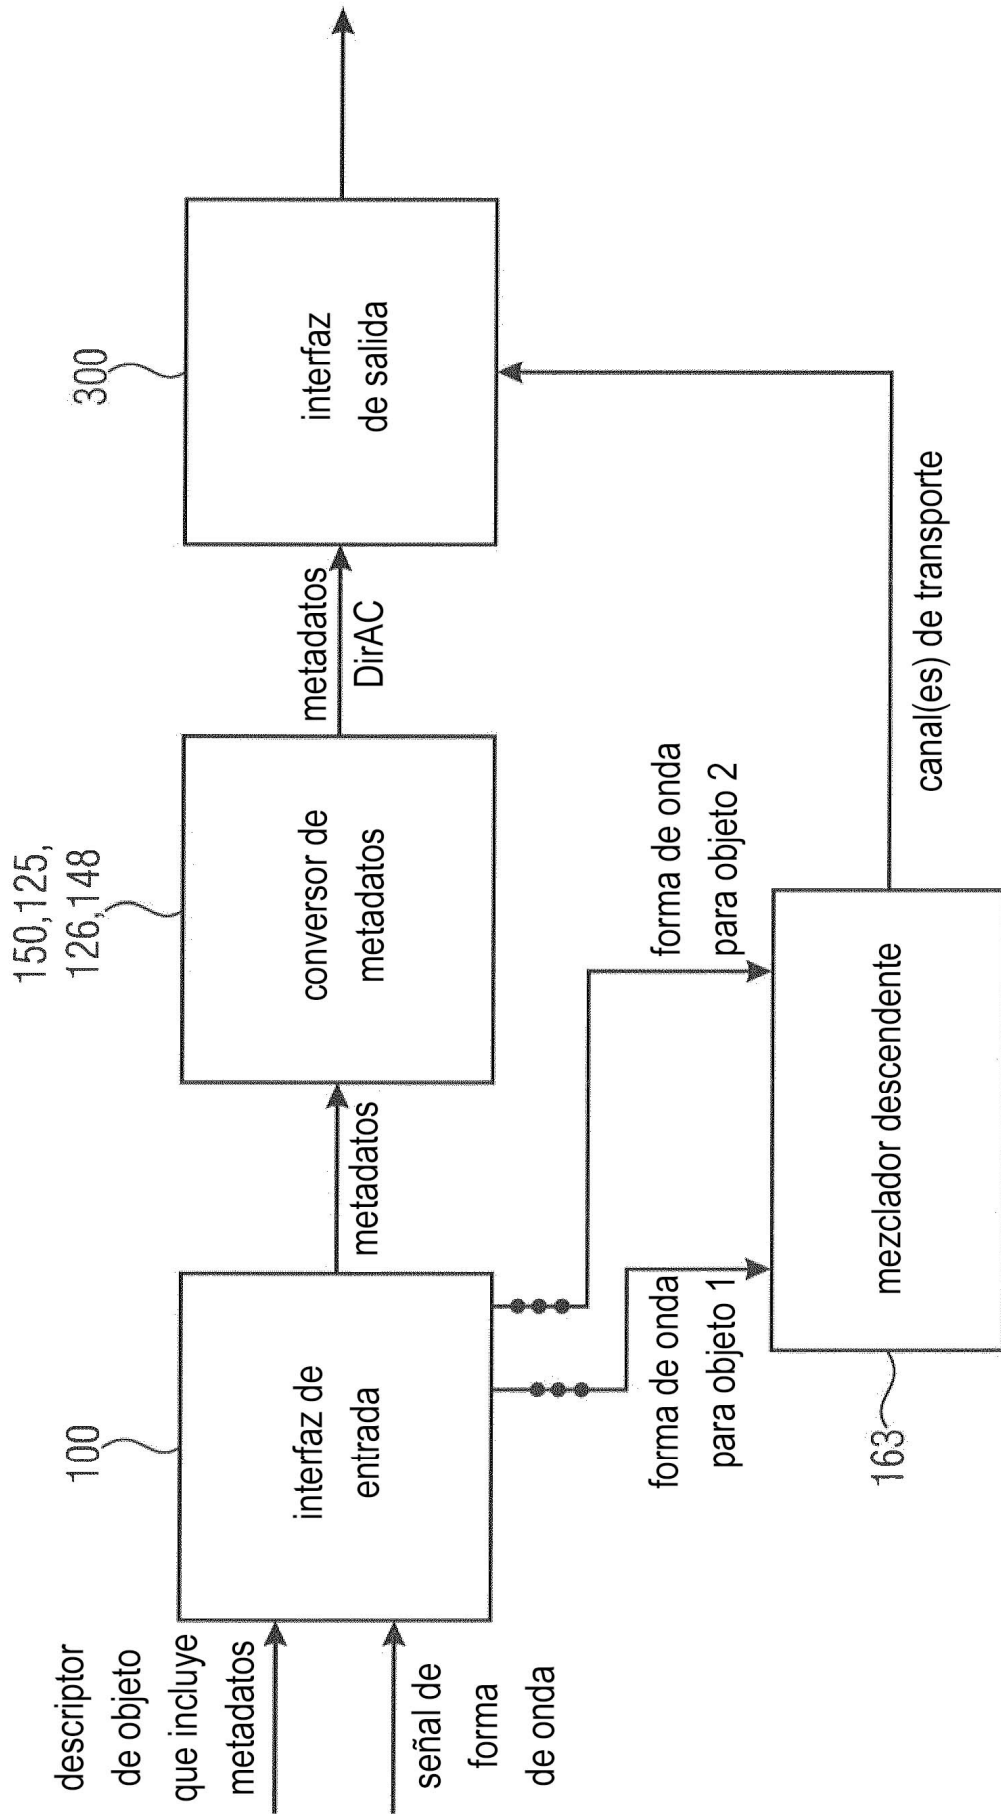 descriptor
de objeto
que incluye
metadatos
señal de
forma
de onda
100
interfaz de
entrada
metadatos
150,125,
126,148
conversor de
metadatos
metadatos
DirAC
300
interfaz
de salida
forma de onda
para objeto 1
forma de onda
para objeto 2
163
mezclador descendente
canal(es) de transporte